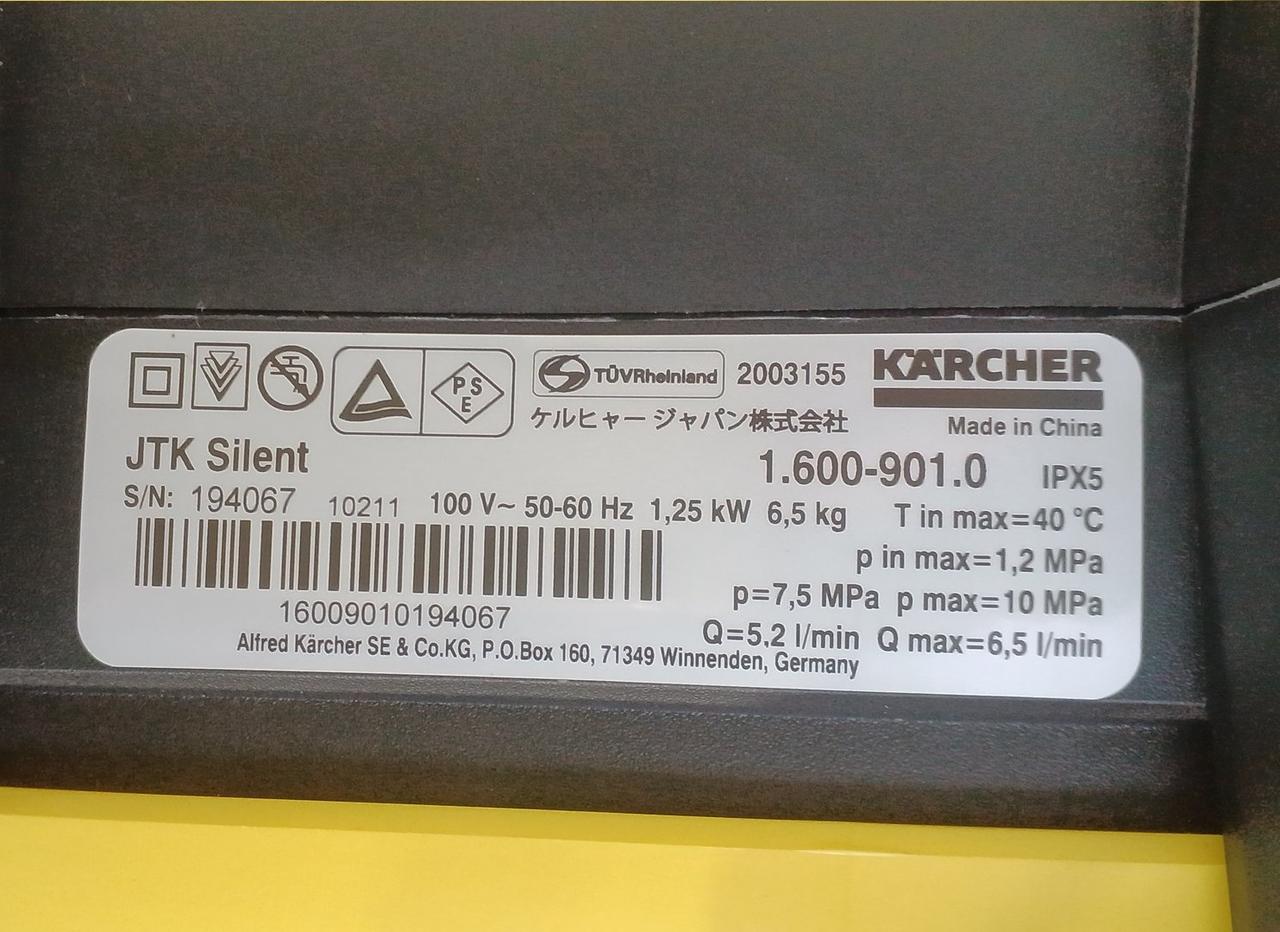 PSE TÜVRheinland 2003155 KÄRCHER
ケルヒャー ジャパン株式会社 Made in China
JTK Silent 1.600-901.0 IPX5
S/N: 194067 10211 100 V~ 50-60 Hz 1,25 kW 6,5 kg T in max=40 °C
p in max=1,2 MPa
p=7,5 MPa p max=10 MPa
16009010194067 Q=5,2 l/min Q max=6,5 l/min
Alfred Kärcher SE & Co.KG, P.O.Box 160, 71349 Winnenden, Germany